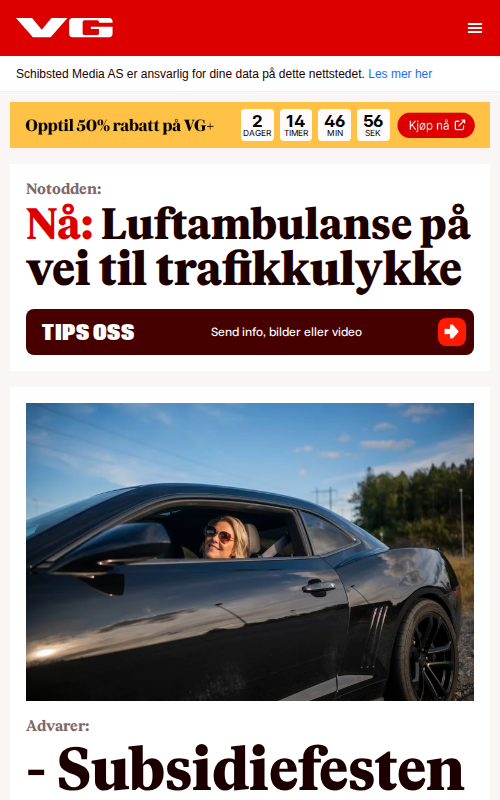 VG
Schibsted Media AS er ansvarlig for dine data på dette nettstedet. Les mer her
Opptil 50% rabatt på VG+
2 14 46 56
DAGER TIMER MIN SEK
Kjøp nå
Notodden:
Nå: Luftambulanse på
vei til trafikkulykke
TIPS OSS
Send info, bilder eller video
Advarer:
- Subsidiefesten